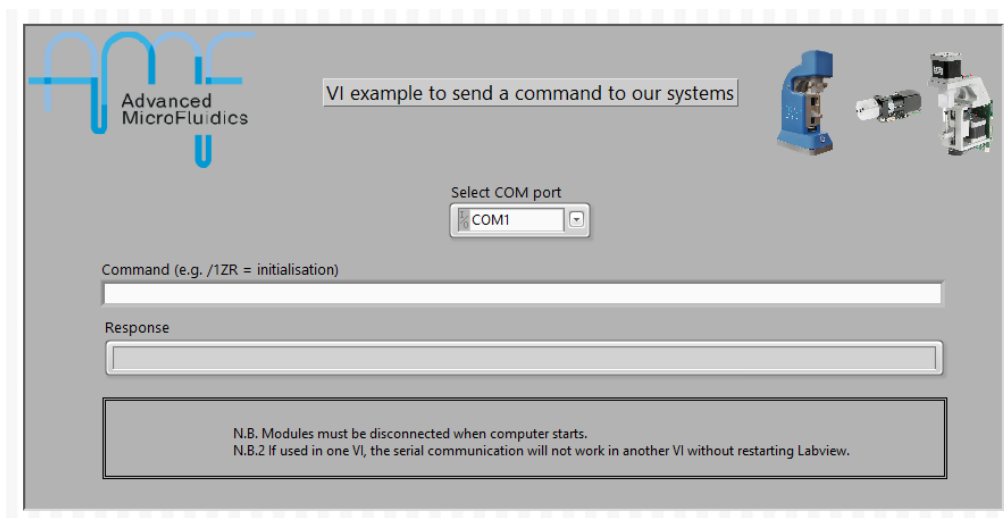 Advanced
MicroFluidics
VI example to send a command to our systems
Select COM port
COM1
Command (e.g. /1ZR = initialisation)
Response
N.B. Modules must be disconnected when computer starts.
N.B.2 If used in one VI, the serial communication will not work in another VI without restarting Labview.